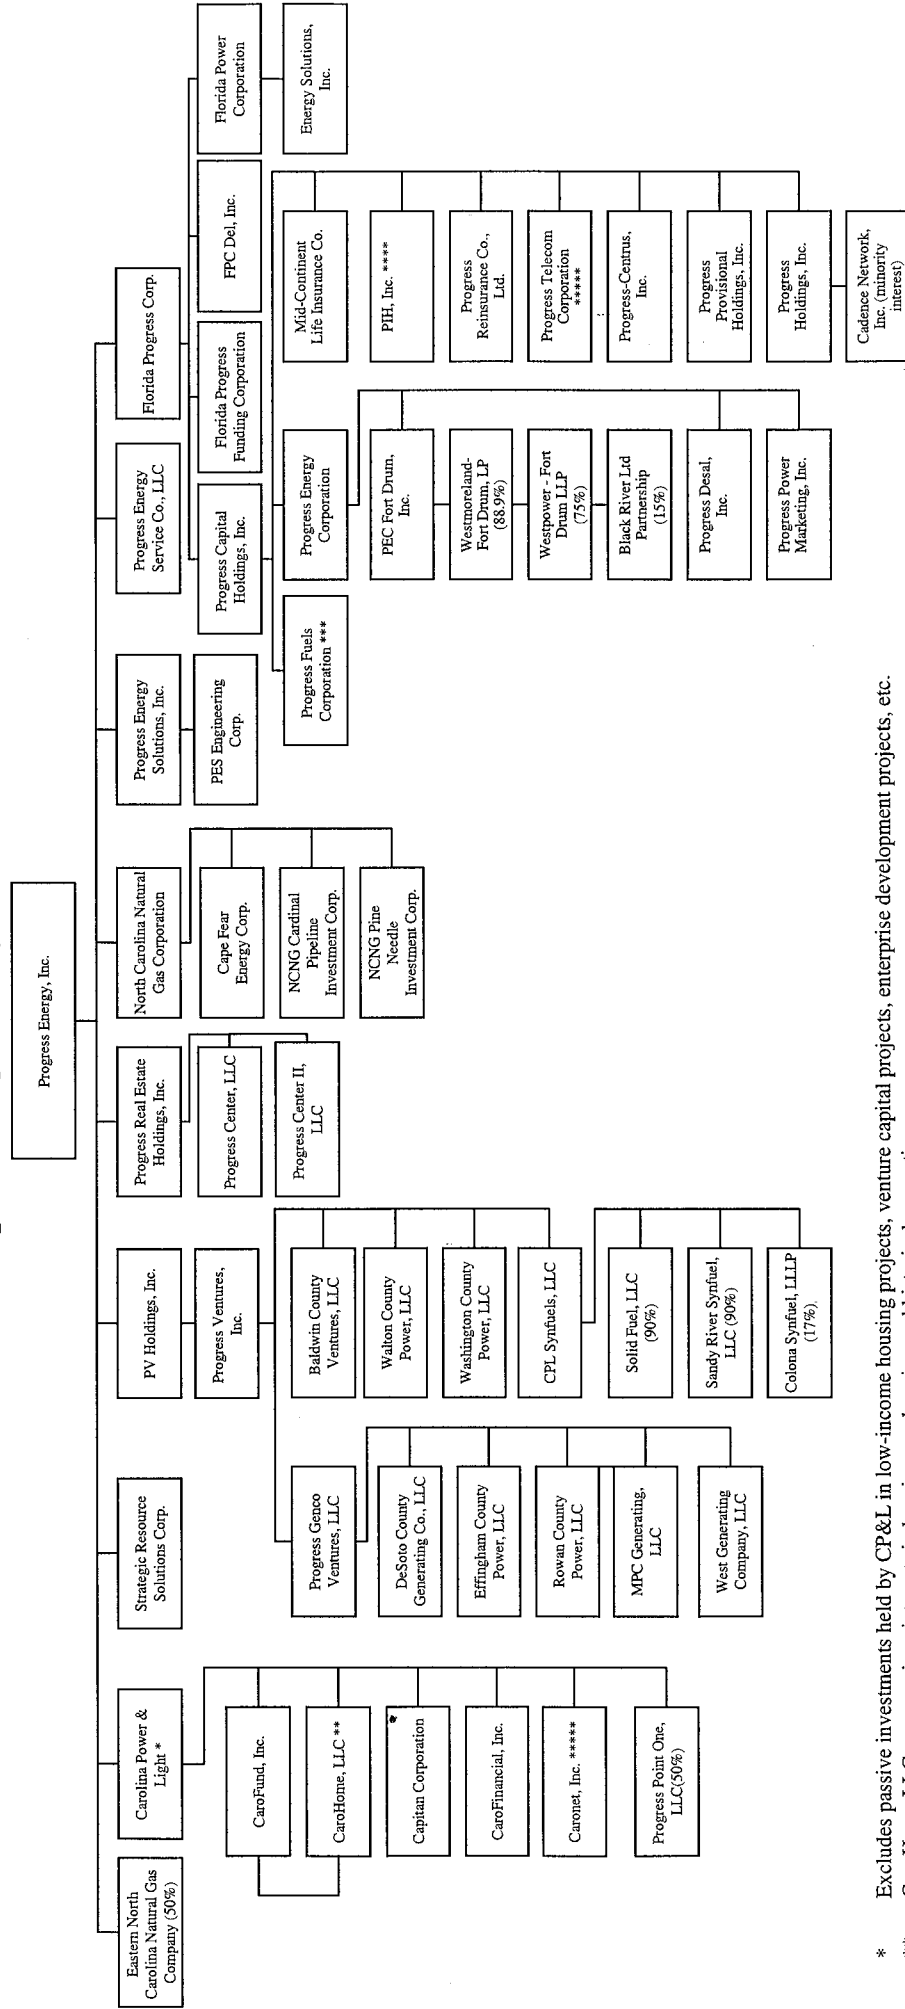 Progress Energy, Inc.
Eastern North
Carolina Natural Gas
Company (50%)
Carolina Power &
Light *
Strategic Resource
Solutions Corp.
PV Holdings, Inc.
Progress Real Estate
Holdings, Inc.
North Carolina Natural
Gas Corporation
Progress Energy
Solutions, Inc.
Progress Energy
Service Co., LLC
Florida Progress Corp.
CaroFund, Inc.
CaroHome, LLC **
Capitan Corporation
CaroFinancial, Inc.
Caronet, Inc. *****
Progress Point One,
LLC(50%)
Progress Ventures,
Inc.
Progress Genco
Ventures, LLC
DeSoto County
Generating Co., LLC
Effingham County
Power, LLC
Rowan County
Power, LLC
MPC Generating,
LLC
West Generating
Company, LLC
Baldwin County
Ventures, LLC
Walton County
Power, LLC
Washington County
Power, LLC
CPL Synfuels, LLC
Solid Fuel, LLC
(90%)
Sandy River Synfuel,
LLC (90%)
Colona Synfuel, LLLP
(17%)
Progress Center, LLC
Progress Center II,
LLC
Cape Fear
Energy Corp.
NCNG Cardinal
Pipeline
Investment Corp.
NCNG Pine
Needle
Investment Corp.
PES Engineering
Corp.
Progress Capital
Holdings, Inc.
Florida Progress
Funding Corporation
FPC Del, Inc.
Florida Power
Corporation
Energy Solutions,
Inc.
Progress Fuels
Corporation ***
Progress Energy
Corporation
PEC Fort Drum,
Inc.
Westmoreland-
Fort Drum, LP
(88.9%)
Westpower - Fort
Drum LLP
(75%)
Black River Ltd
Partnership
(15%)
Progress Desal,
Inc.
Progress Power
Marketing, Inc.
Mid-Continent
Life Insurance Co.
PIH, Inc. ****
Progress
Reinsurance Co.,
Ltd.
Progress Telecom
Corporation
*****
Progress-Centrus,
Inc.
Progress
Provisional
Holdings, Inc.
Progress
Holdings, Inc.
Cadence Network,
Inc. (minority
interest)
* Excludes passive investments held by CP&L in low-income housing projects, venture capital projects, enterprise development projects, etc.